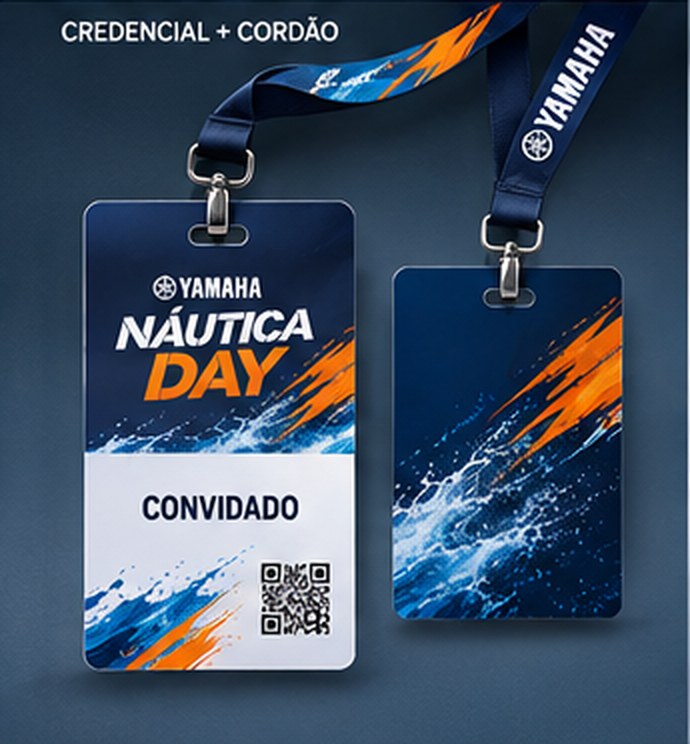 CREDENCIAL + CORDÃO
YAMAHA
YAMAHA
NÁUTICA
DAY
CONVIDADO